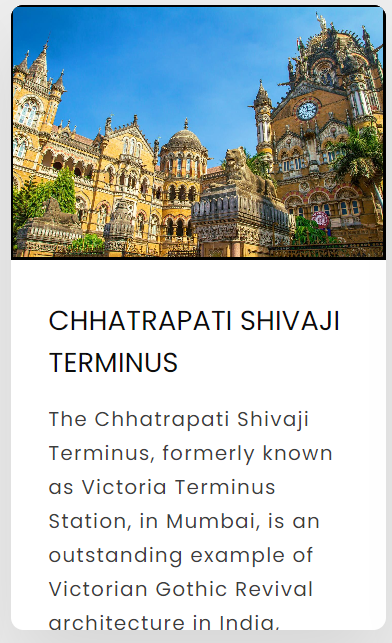 CHHATRAPATI SHIVAJI
TERMINUS
The Chhatrapati Shivaji
Terminus, formerly known
as Victoria Terminus
Station, in Mumbai, is an
outstanding example of
Victorian Gothic Revival
architecture in India,